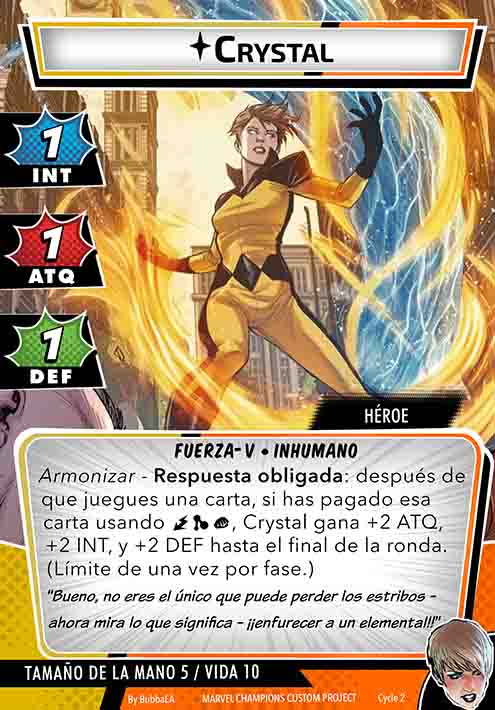 CRYSTAL
1
INT
1
ATQ
1
DEF
HÉROE
FUERZA-V • INHUMANO
Armonizar - Respuesta obligada: después de
que juegues una carta, si has pagado esa
carta usando , Crystal gana +2 ATQ,
+2 INT, y +2 DEF hasta el final de la ronda.
(Límite de una vez por fase.)
"Bueno, no eres el único que puede perder los estribos -
ahora mira lo que significa - ¡¡enfurecer a un elemental!!"
TAMAÑO DE LA MANO 5 / VIDA 10
By BubbaEA. MARVEL CHAMPIONS CUSTOM PROJECT Cycle 2